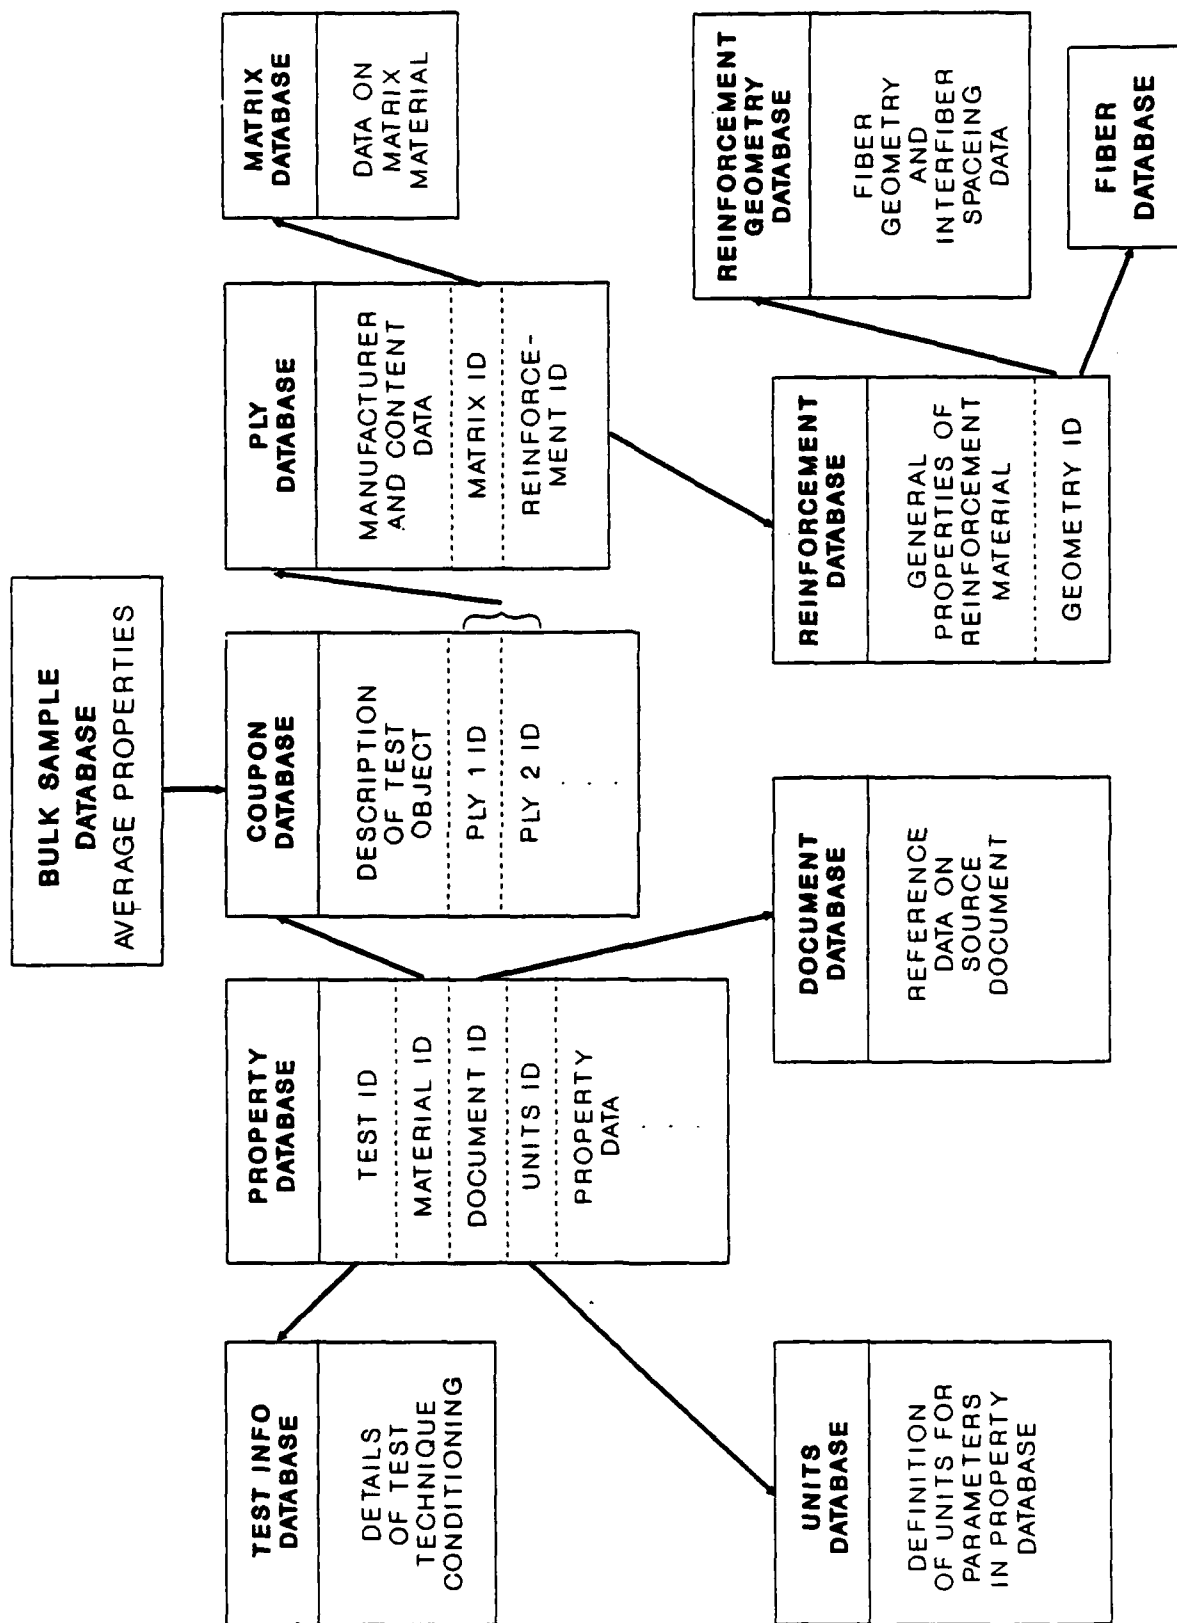 BULK SAMPLE
DATABASE
AVERAGE PROPERTIES
TEST INFO
DATABASE
DETAILS
OF TEST
TECHNIQUE
CONDITIONING
PROPERTY
DATABASE
TEST ID
MATERIAL ID
DOCUMENT ID
UNITS ID
PROPERTY
DATA
. . . .
COUPON
DATABASE
DESCRIPTION
OF TEST
OBJECT
PLY 1 ID
PLY 2 ID
. . . .
PLY
DATABASE
MANUFACTURER
AND CONTENT
DATA
MATRIX ID
REINFORCE-
MENT ID
MATRIX
DATABASE
DATA ON
MATRIX
MATERIAL
UNITS
DATABASE
DEFINITION
OF UNITS FOR
PARAMETERS
IN PROPERTY
DATABASE
DOCUMENT
DATABASE
REFERENCE
DATA ON
SOURCE
DOCUMENT
REINFORCEMENT
DATABASE
GENERAL
PROPERTIES OF
REINFORCEMENT
MATERIAL
GEOMETRY ID
REINFORCEMENT
GEOMETRY
DATABASE
FIBER
GEOMETRY
AND
INTERFIBER
SPACEING
DATA
FIBER
DATABASE